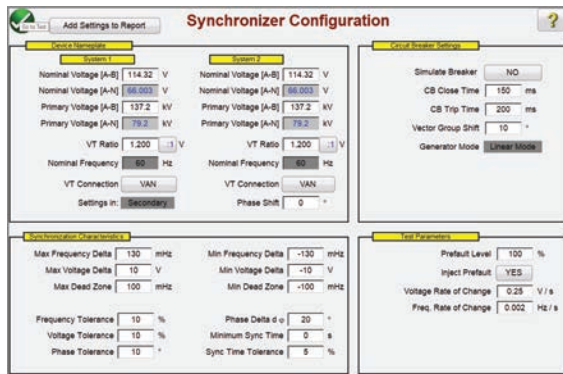 Go to Test
Add Settings to Report
Synchronizer Configuration
?
Device Nameplate
System 1
System 2
Nominal Voltage [A-B] 114.32 V
Nominal Voltage [A-B] 114.32 V
Nominal Voltage [A-N] 66.003 V
Nominal Voltage [A-N] 66.003 V
Primary Voltage [A-B] 137.2 kV
Primary Voltage [A-B] 137.2 kV
Primary Voltage [A-N] 79.2 kV
Primary Voltage [A-N] 79.2 kV
VT Ratio 1,200 :1 V
VT Ratio 1,200 :1 V
Nominal Frequency 60 Hz
Nominal Frequency 60 Hz
VT Connection VAN
VT Connection VAN
Settings in: Secondary
Phase Shift 0 °
Circuit Breaker Settings
Simulate Breaker NO
CB Close Time 150 ms
CB Trip Time 200 ms
Vector Group Shift 10 °
Generator Mode Linear Mode
Synchronization Characteristics
Max Frequency Delta 130 mHz
Min Frequency Delta -130 mHz
Max Voltage Delta 10 V
Min Voltage Delta -10 V
Max Dead Zone 100 mHz
Min Dead Zone -100 mHz
Frequency Tolerance 10 %
Phase Delta d φ 20 °
Voltage Tolerance 10 %
Minimum Sync Time 0 s
Phase Tolerance 10 °
Sync Time Tolerance 5 %
Test Parameters
Prefault Level 100 %
Inject Prefault YES
Voltage Rate of Change 0.25 V / s
Freq. Rate of Change 0.002 Hz / s